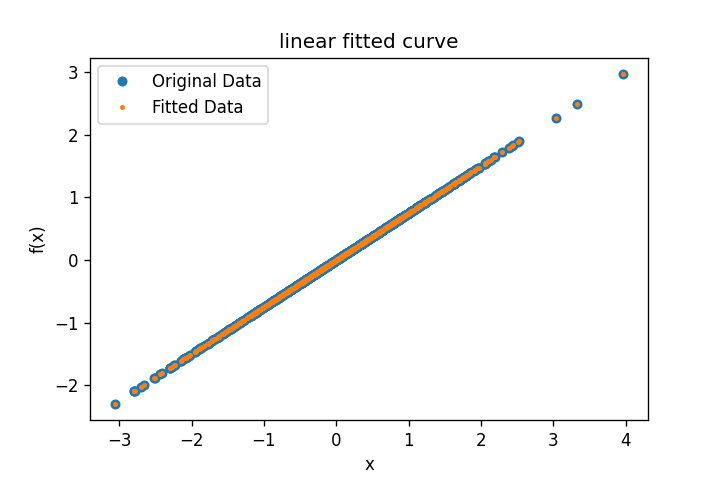 linear fitted curve
Original Data
Fitted Data
f(x)
3
2
1
0
−1
−2
−3 −2 −1 0 1 2 3 4
x